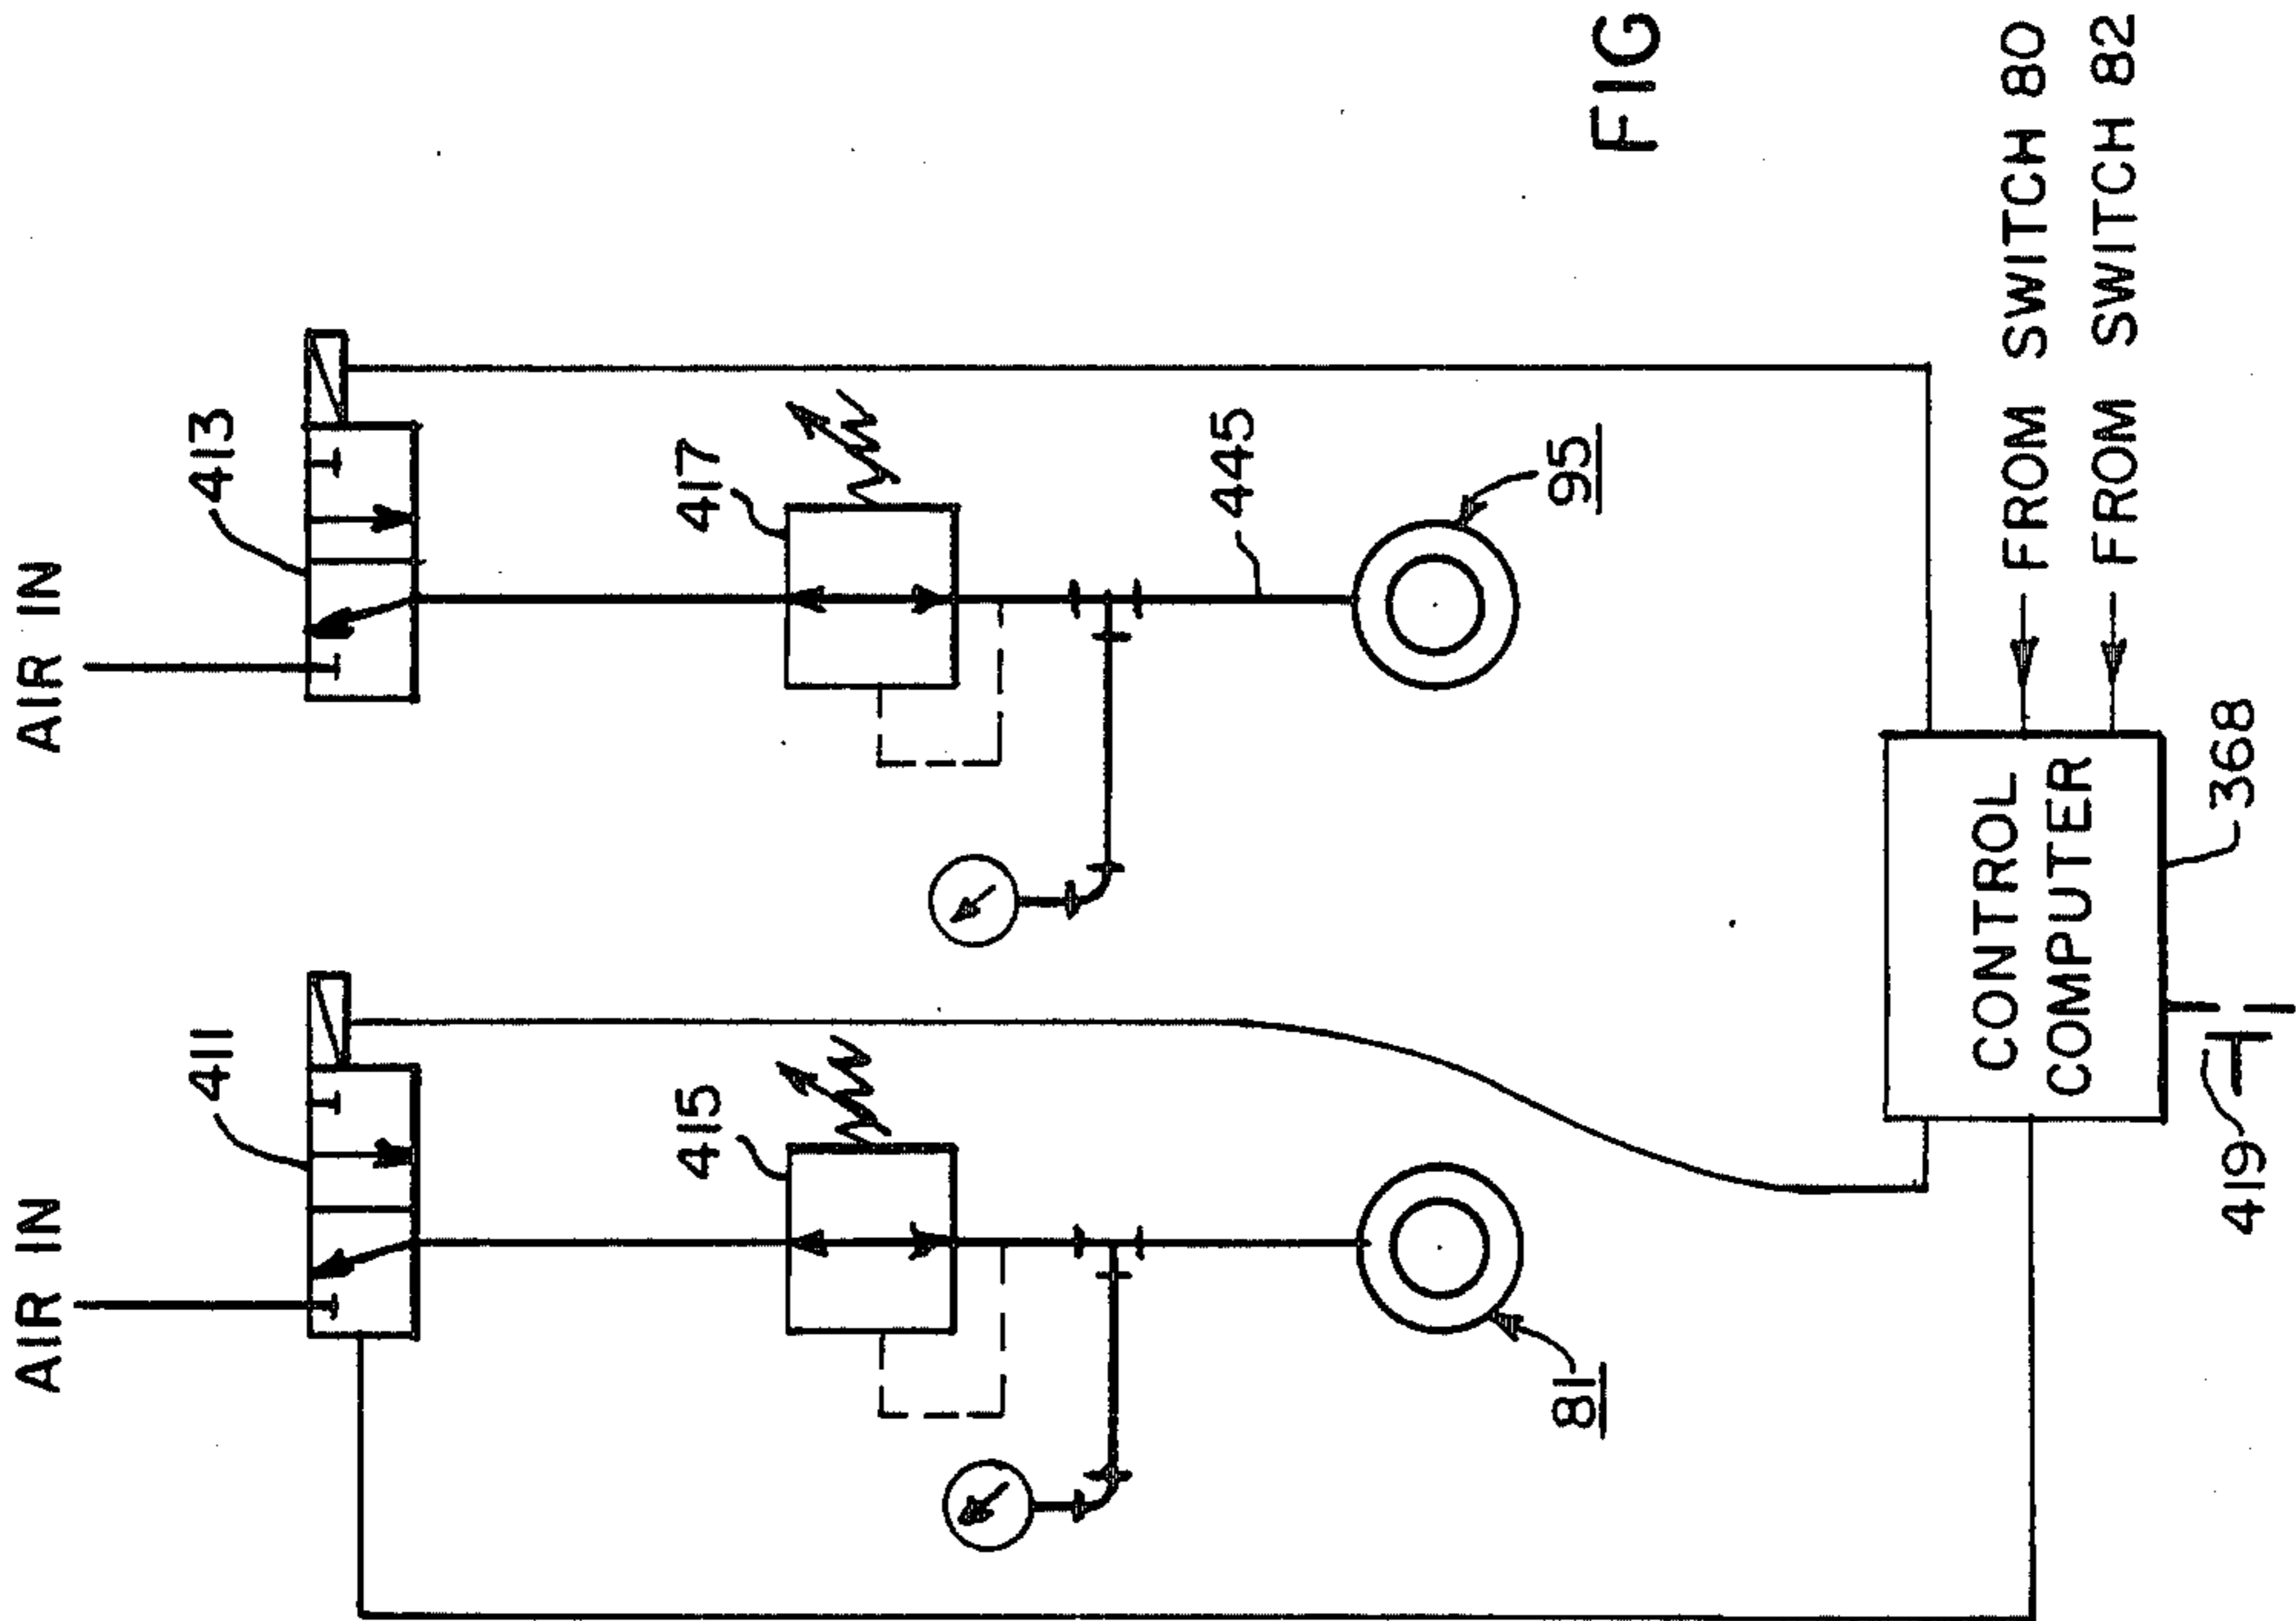 AIR IN
AIR IN
411
413
415
417
445
81
95
FIG
CONTROL
COMPUTER
FROM SWITCH 80
FROM SWITCH 82
419
368